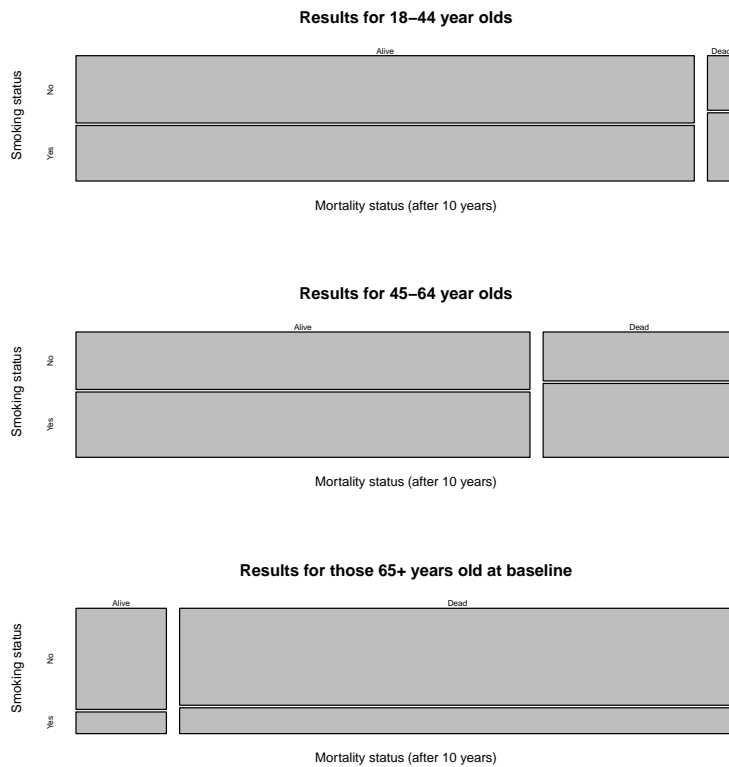 Results for 18−44 year olds
Alive Dead
Smoking status
No
Yes
Mortality status (after 10 years)
Results for 45−64 year olds
Alive Dead
Smoking status
No
Yes
Mortality status (after 10 years)
Results for those 65+ years old at baseline
Alive Dead
Smoking status
No
Yes
Mortality status (after 10 years)